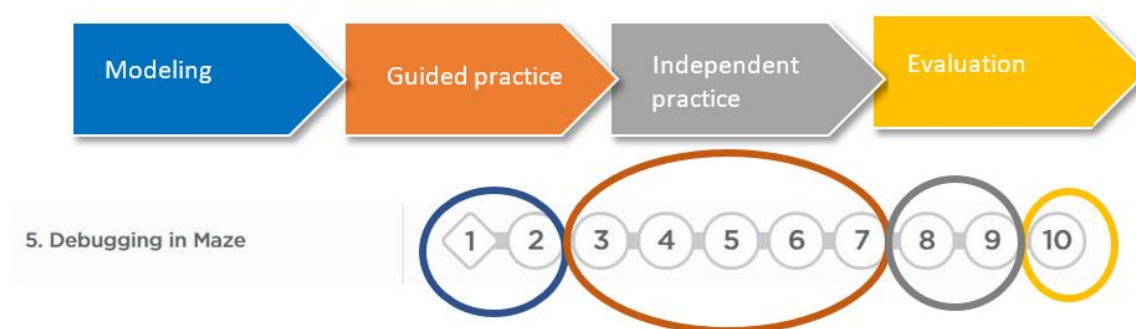 Modeling
Guided practice
Independent
practice
Evaluation
5. Debugging in Maze
1 2 3 4 5 6 7 8 9 10